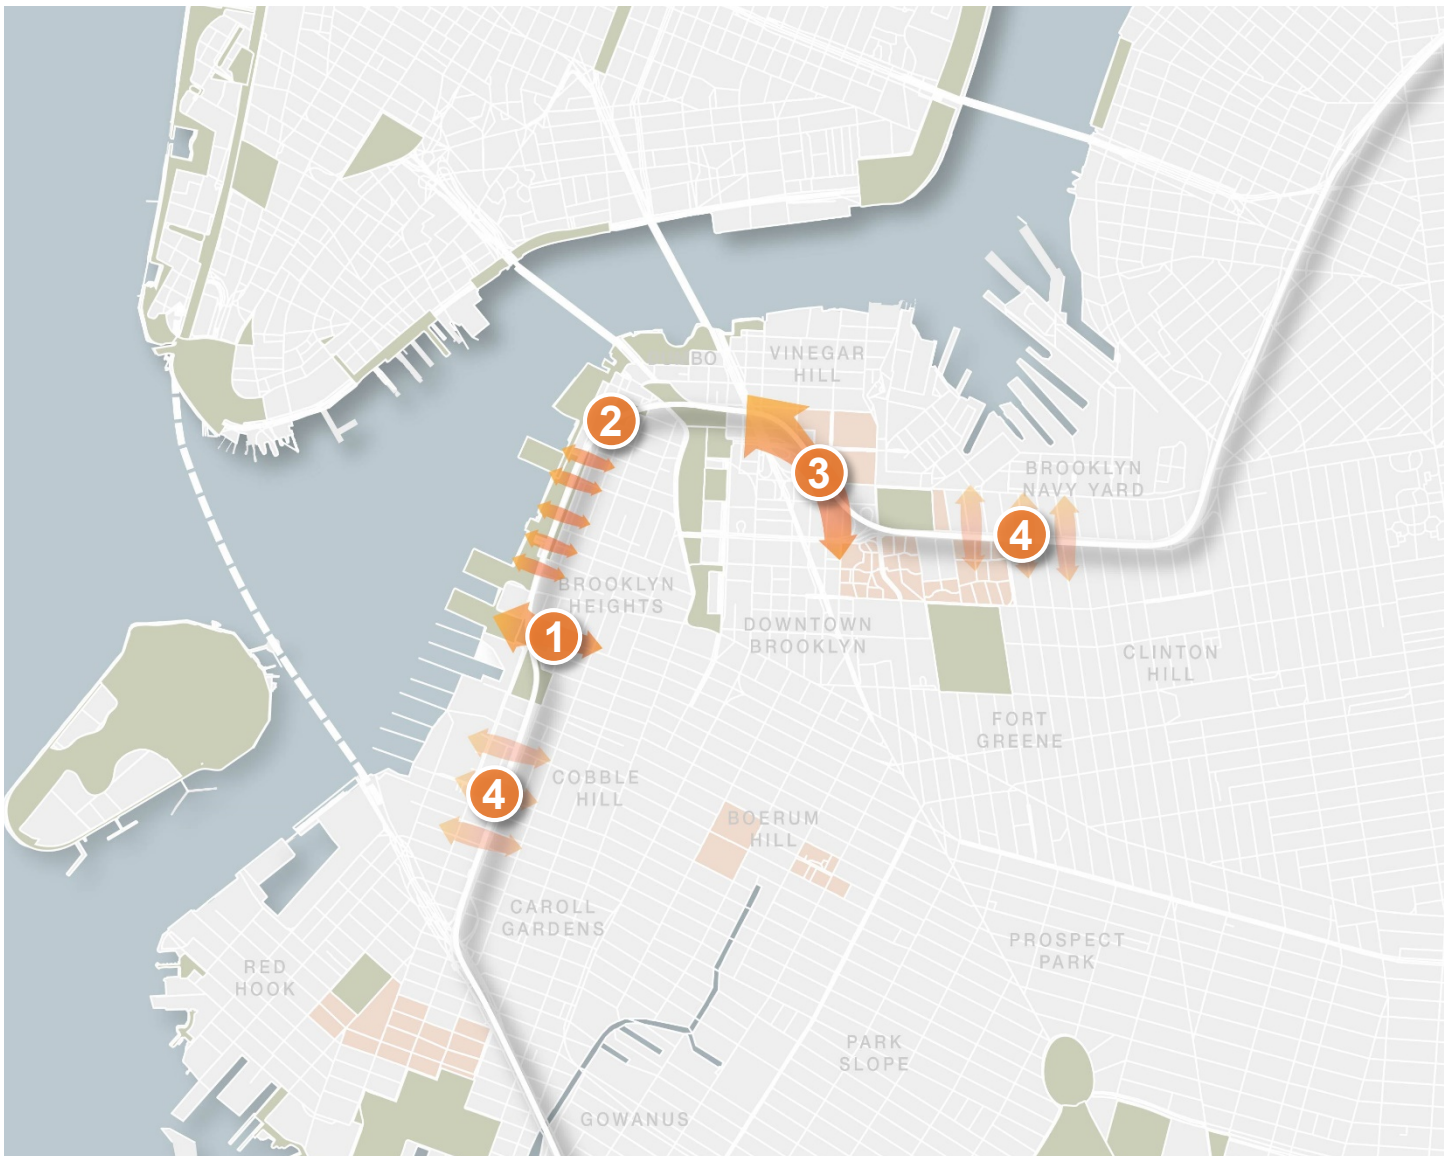 BO
VINEGAR
HILL
2
3
BROOKLYN
NAVY YARD
4
BROOKLYN
HEIGHTS
1
DOWNTOWN
BROOKLYN
CLINTON
HILL
FORT
GREENE
4
COBBLE
HILL
BOERUM
HILL
CAROLL
GARDENS
PROSPECT
PARK
RED
HOOK
PARK
SLOPE
GOWANUS